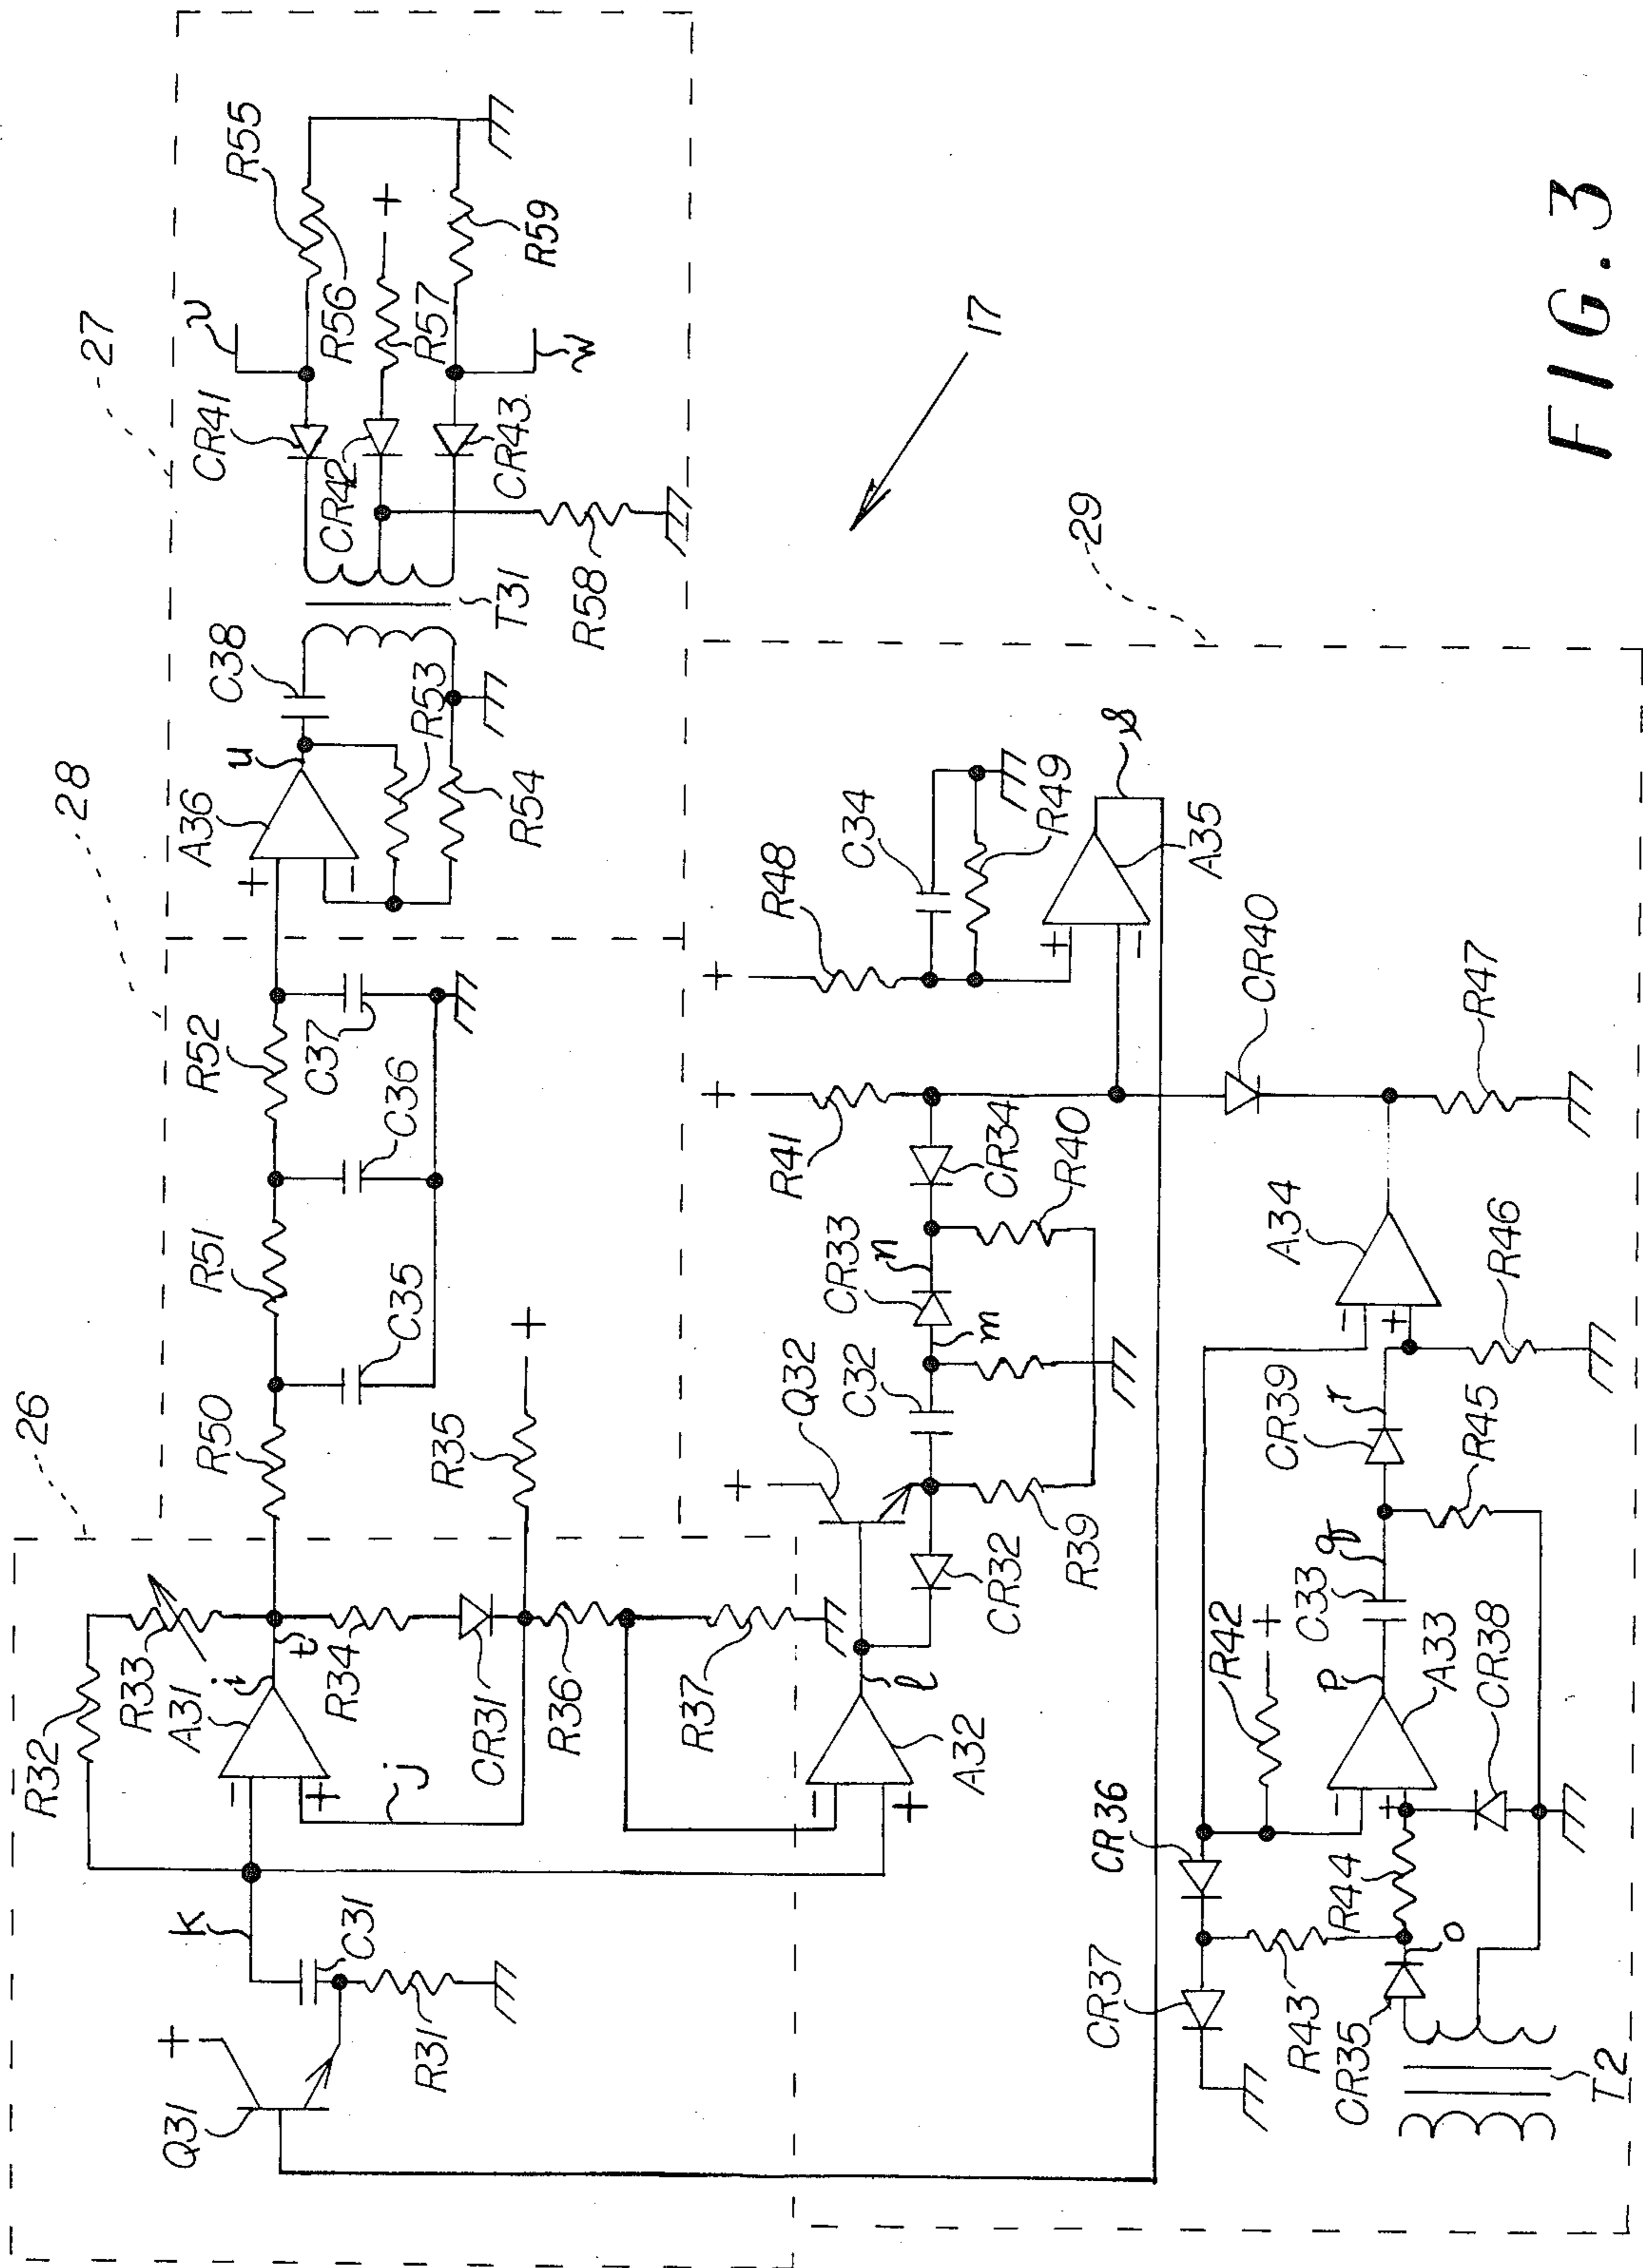 27
R55
v
CR41
R56
+
CR42
R57
R59
CR43
w
R58
T31
C38
28
A36
u
+
-
R53
R54
R52
C37
R51
C36
R50
C35
26
R32
R33
A31
i
t
R34
-
+
j
CR31
R35
+
R36
R37
k
C31
Q31
+
R31
A32
-
+
l
Q32
+
C32
CR32
R39
CR33
m
n
CR34
R40
R41
+
R48
+
C34
R49
+
-
A35
s
17
29
CR40
R47
A34
-
+
R46
CR39
r
R45
q
C33
R42
+
p
A33
-
+
CR38
CR36
CR37
R43
R44
o
CR35
T2
FIG. 3